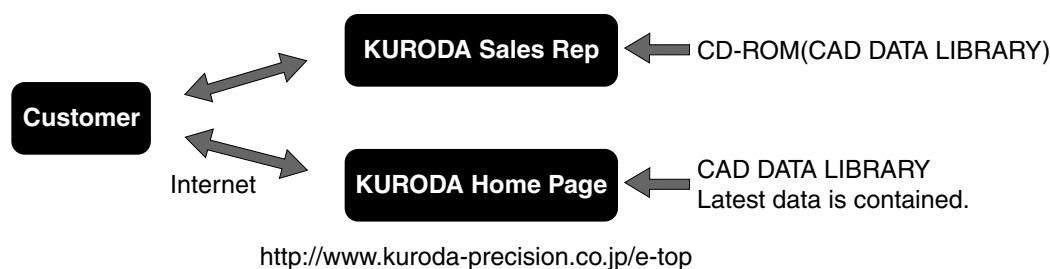 KURODA Sales Rep
CD-ROM(CAD DATA LIBRARY)
Customer
Internet
KURODA Home Page
CAD DATA LIBRARY
Latest data is contained.
http://www.kuroda-precision.co.jp/e-top